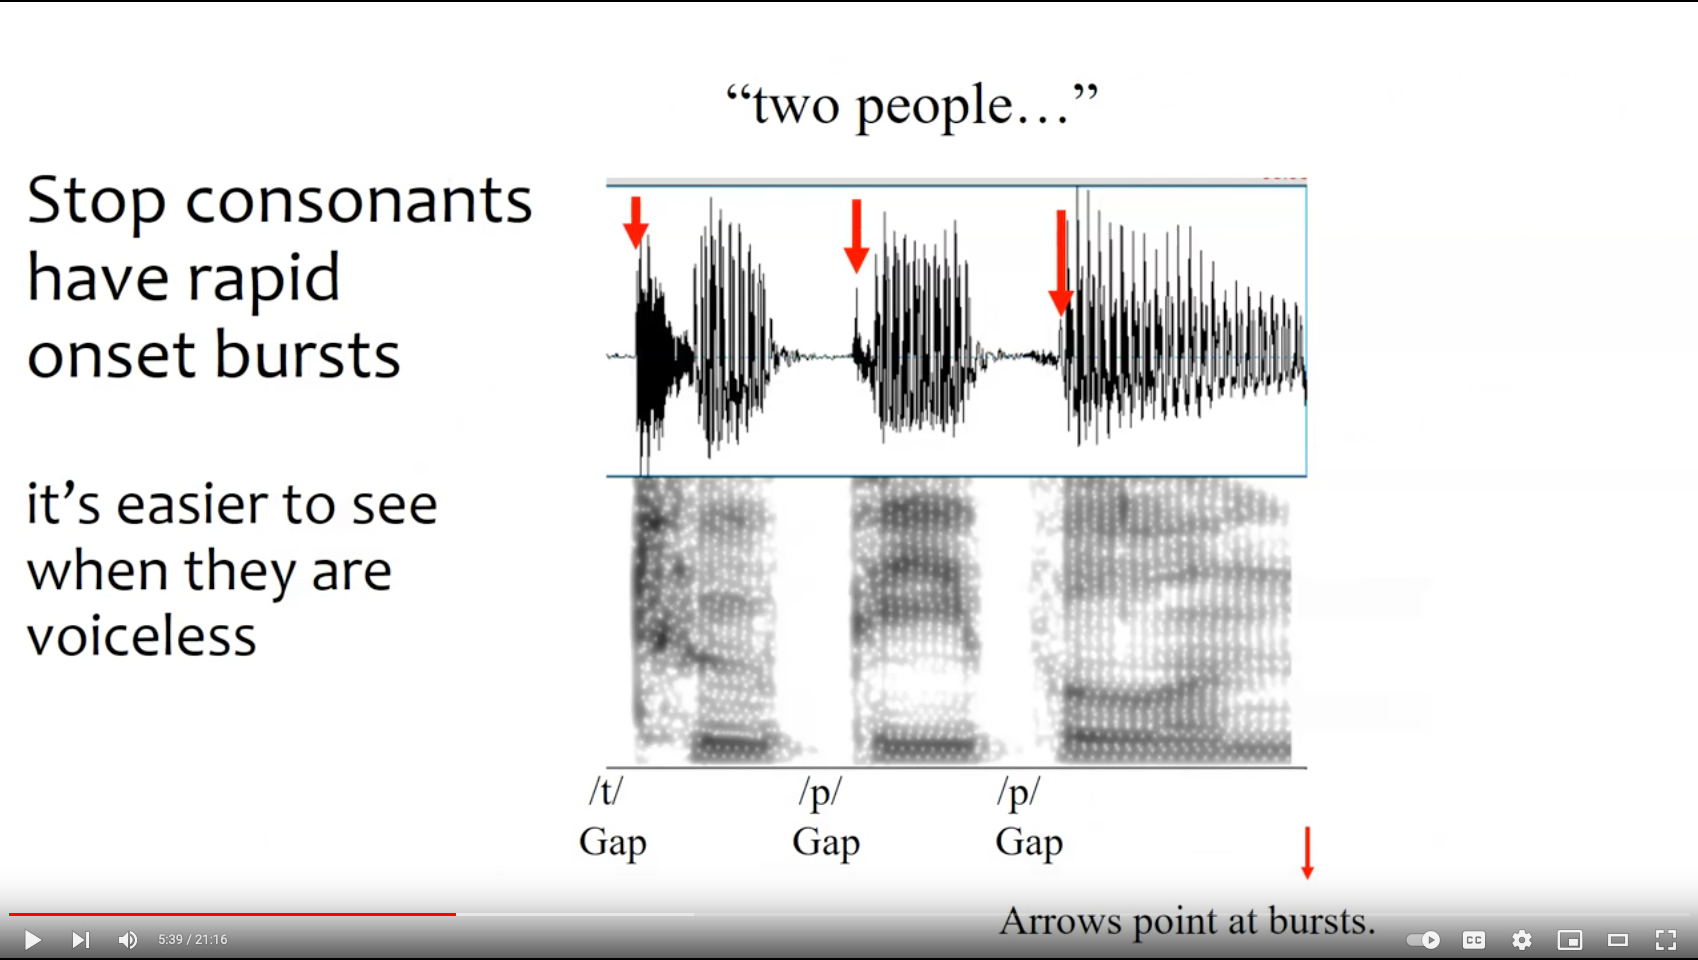 “two people…”
Stop consonants
have rapid
onset bursts
it’s easier to see
when they are
voiceless
/t/ /p/ /p/
Gap Gap Gap
Arrows point at bursts.
5:39 / 21:16
CC